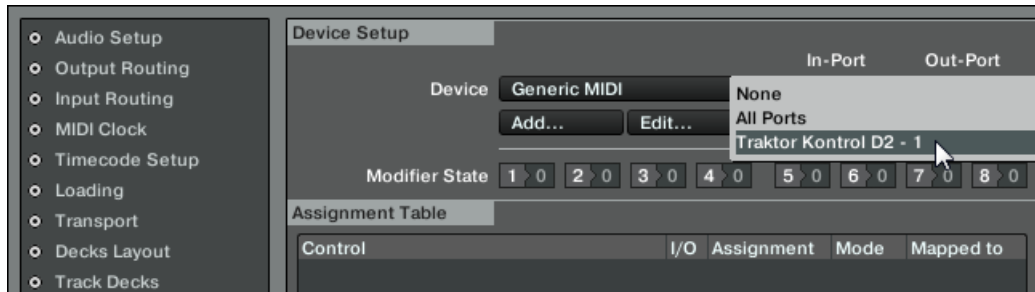 Audio Setup
Output Routing
Input Routing
MIDI Clock
Timecode Setup
Loading
Transport
Decks Layout
Track Decks
Device Setup
In-Port Out-Port
Device Generic MIDI
None
All Ports
Traktor Kontrol D2 - 1
Add... Edit...
Modifier State 1 0 2 0 3 0 4 0 5 0 6 0 7 0 8 0
Assignment Table
Control I/O Assignment Mode Mapped to